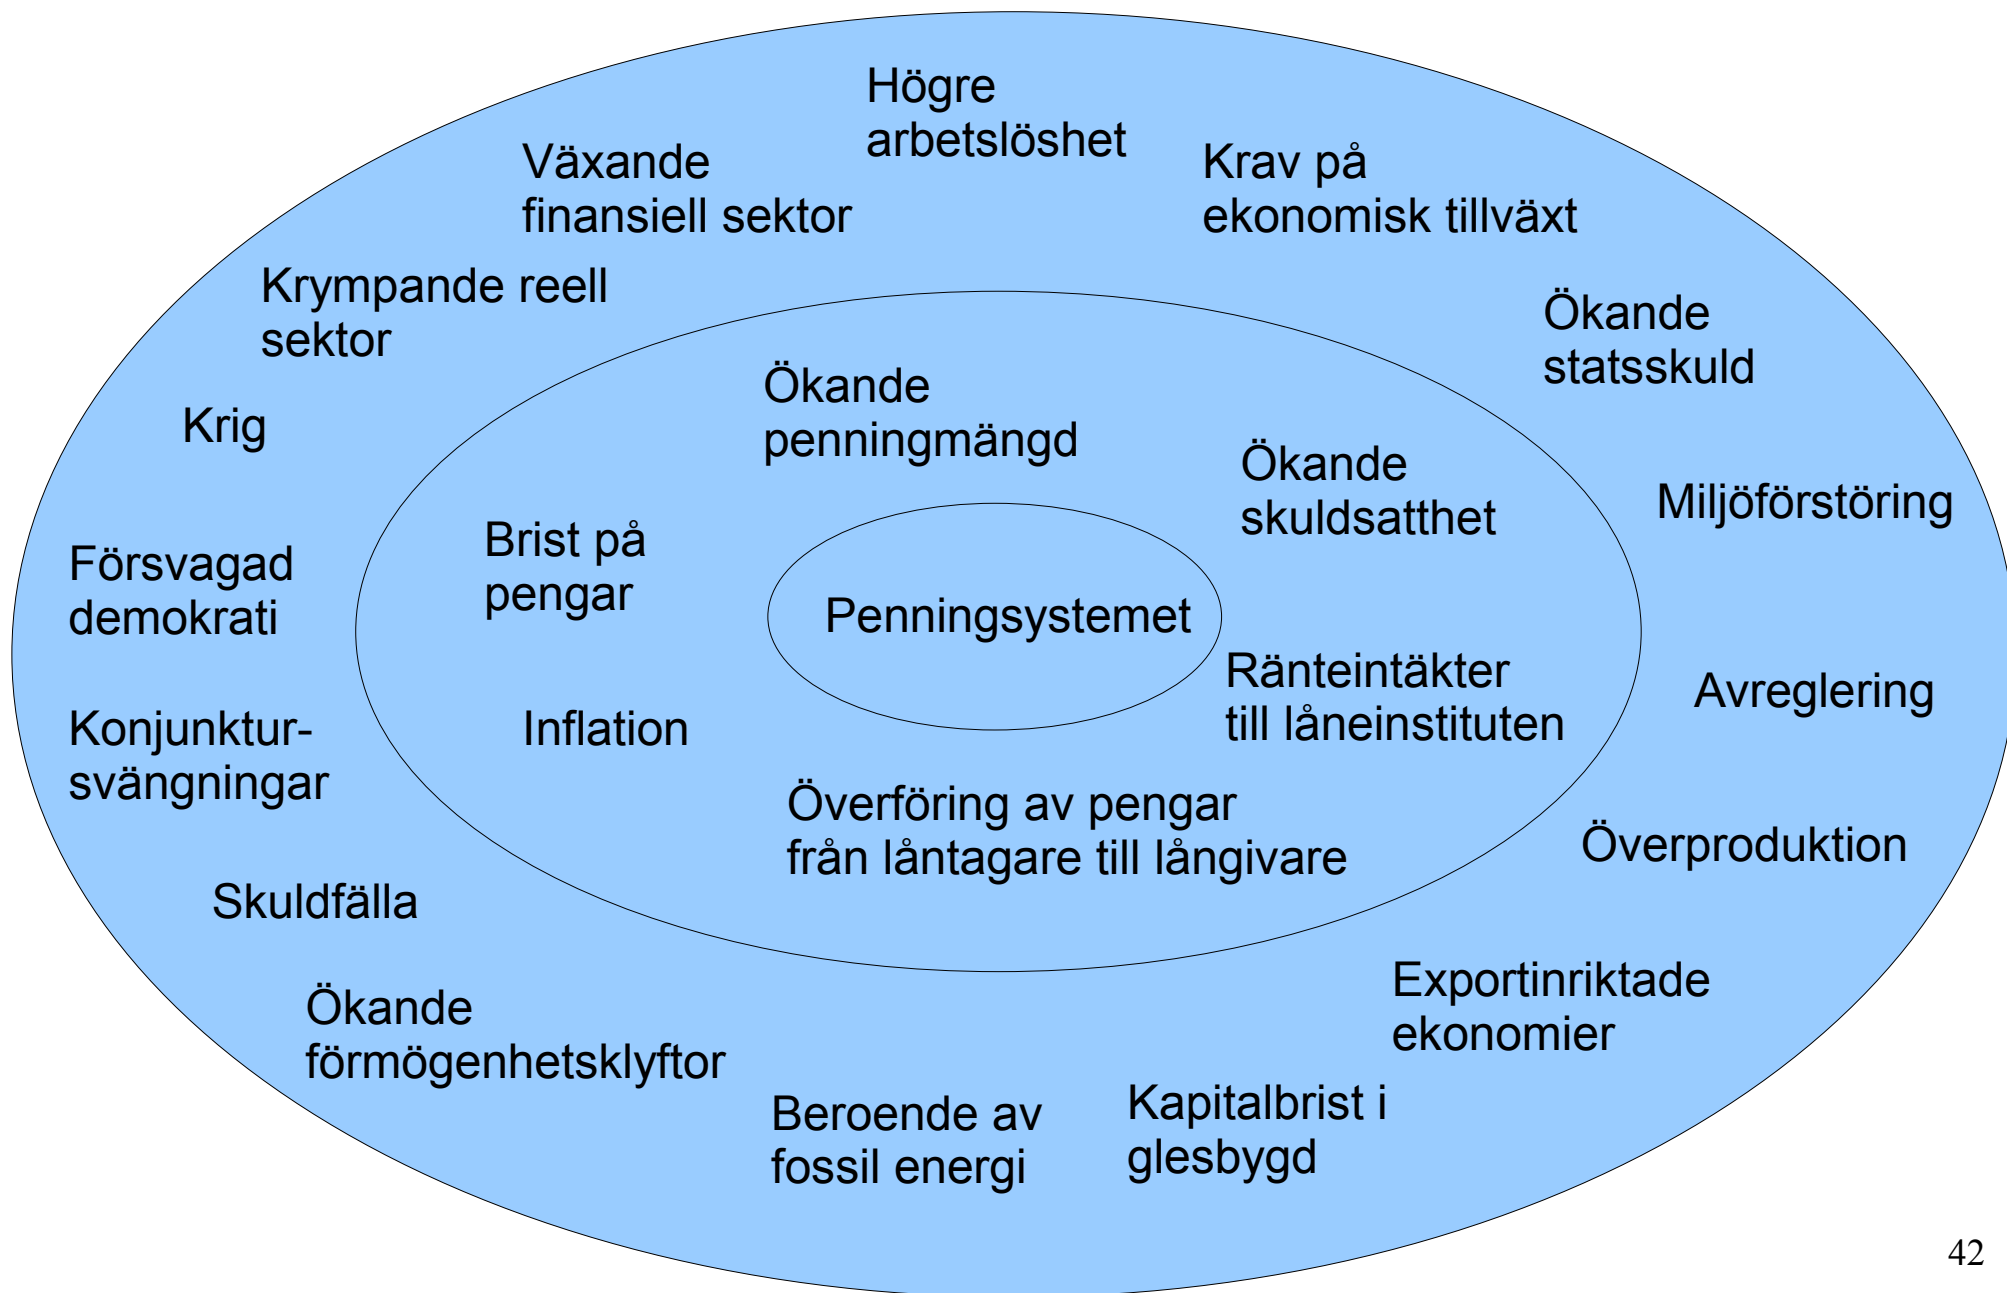 Högre
arbetslöshet
Växande
finansiell sektor
Krav på
ekonomisk tillväxt
Krympande reell
sektor
Ökande
statsskuld
Ökande
penningmängd
Krig
Ökande
skuldsatthet
Miljöförstöring
Brist på
pengar
Försvagad
demokrati
Penningsystemet
Ränteintäkter
till låneinstituten
Avreglering
Konjunktur-
svängningar
Inflation
Överföring av pengar
från låntagare till långivare
Överproduktion
Skuldfälla
Exportinriktade
ekonomier
Ökande
förmögenhetsklyftor
Beroende av
fossil energi
Kapitalbrist i
glesbygd
42